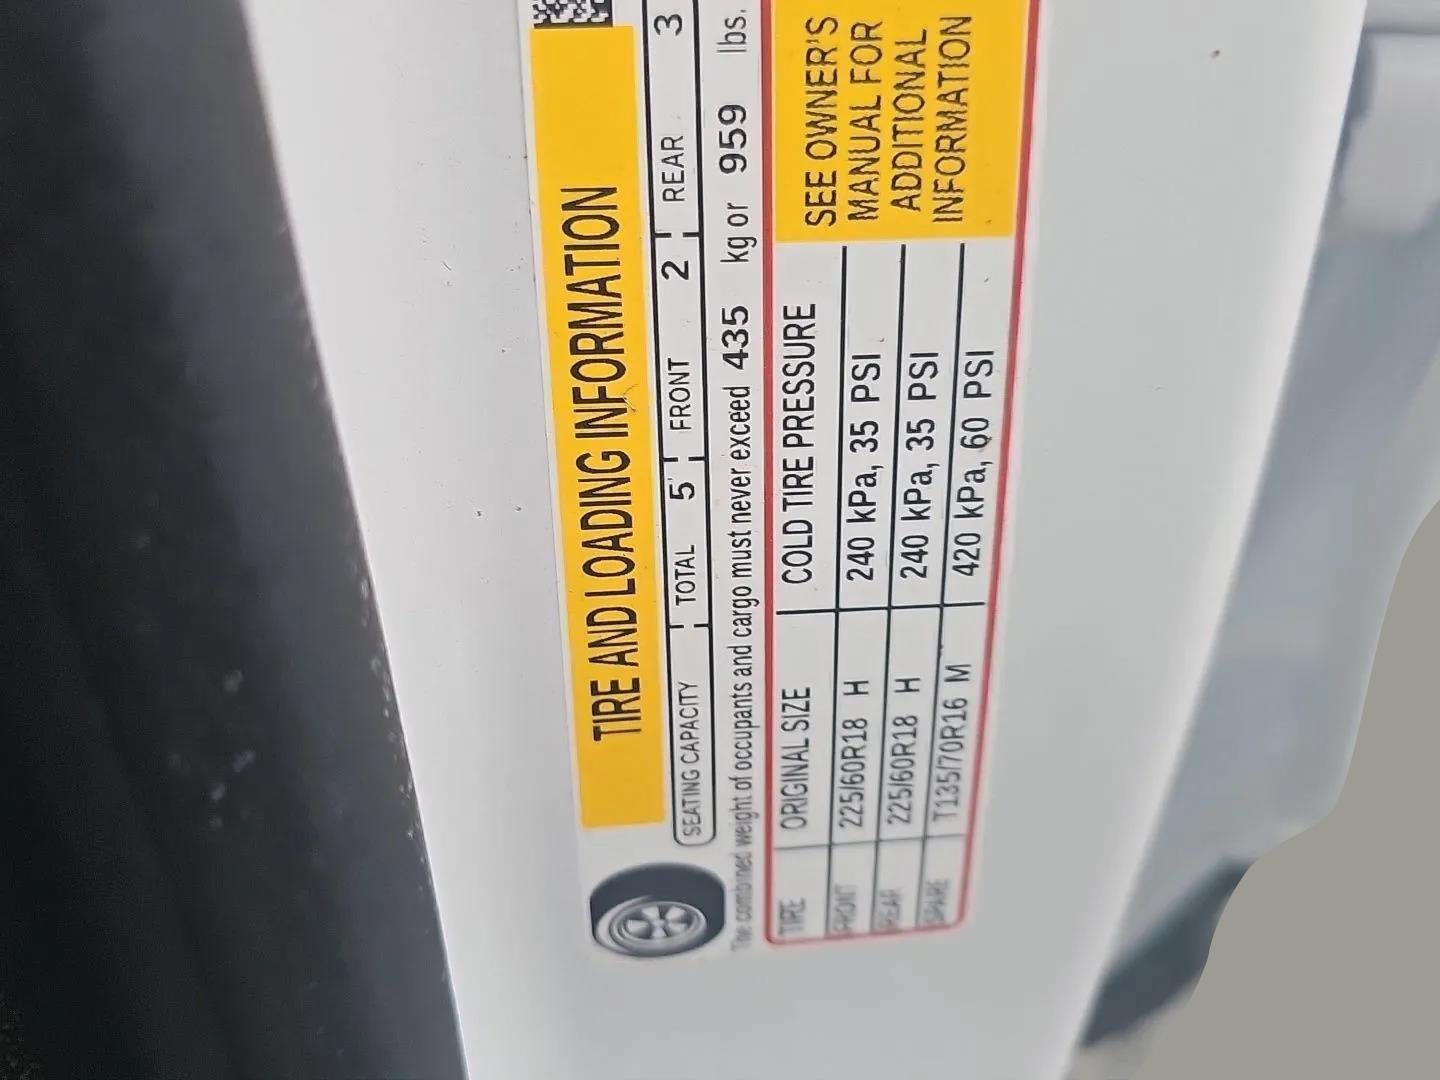 TIRE AND LOADING INFORMATION
SEATING CAPACITY TOTAL 5 FRONT 2 REAR 3
The combined weight of occupants and cargo must never exceed 435 kg or 959 lbs.
TIRE ORIGINAL SIZE COLD TIRE PRESSURE
FRONT 225/60R18 H 240 kPa, 35 PSI
REAR 225/60R18 H 240 kPa, 35 PSI
SPARE T135/70R16 M 420 kPa, 60 PSI
SEE OWNER'S
MANUAL FOR
ADDITIONAL
INFORMATION